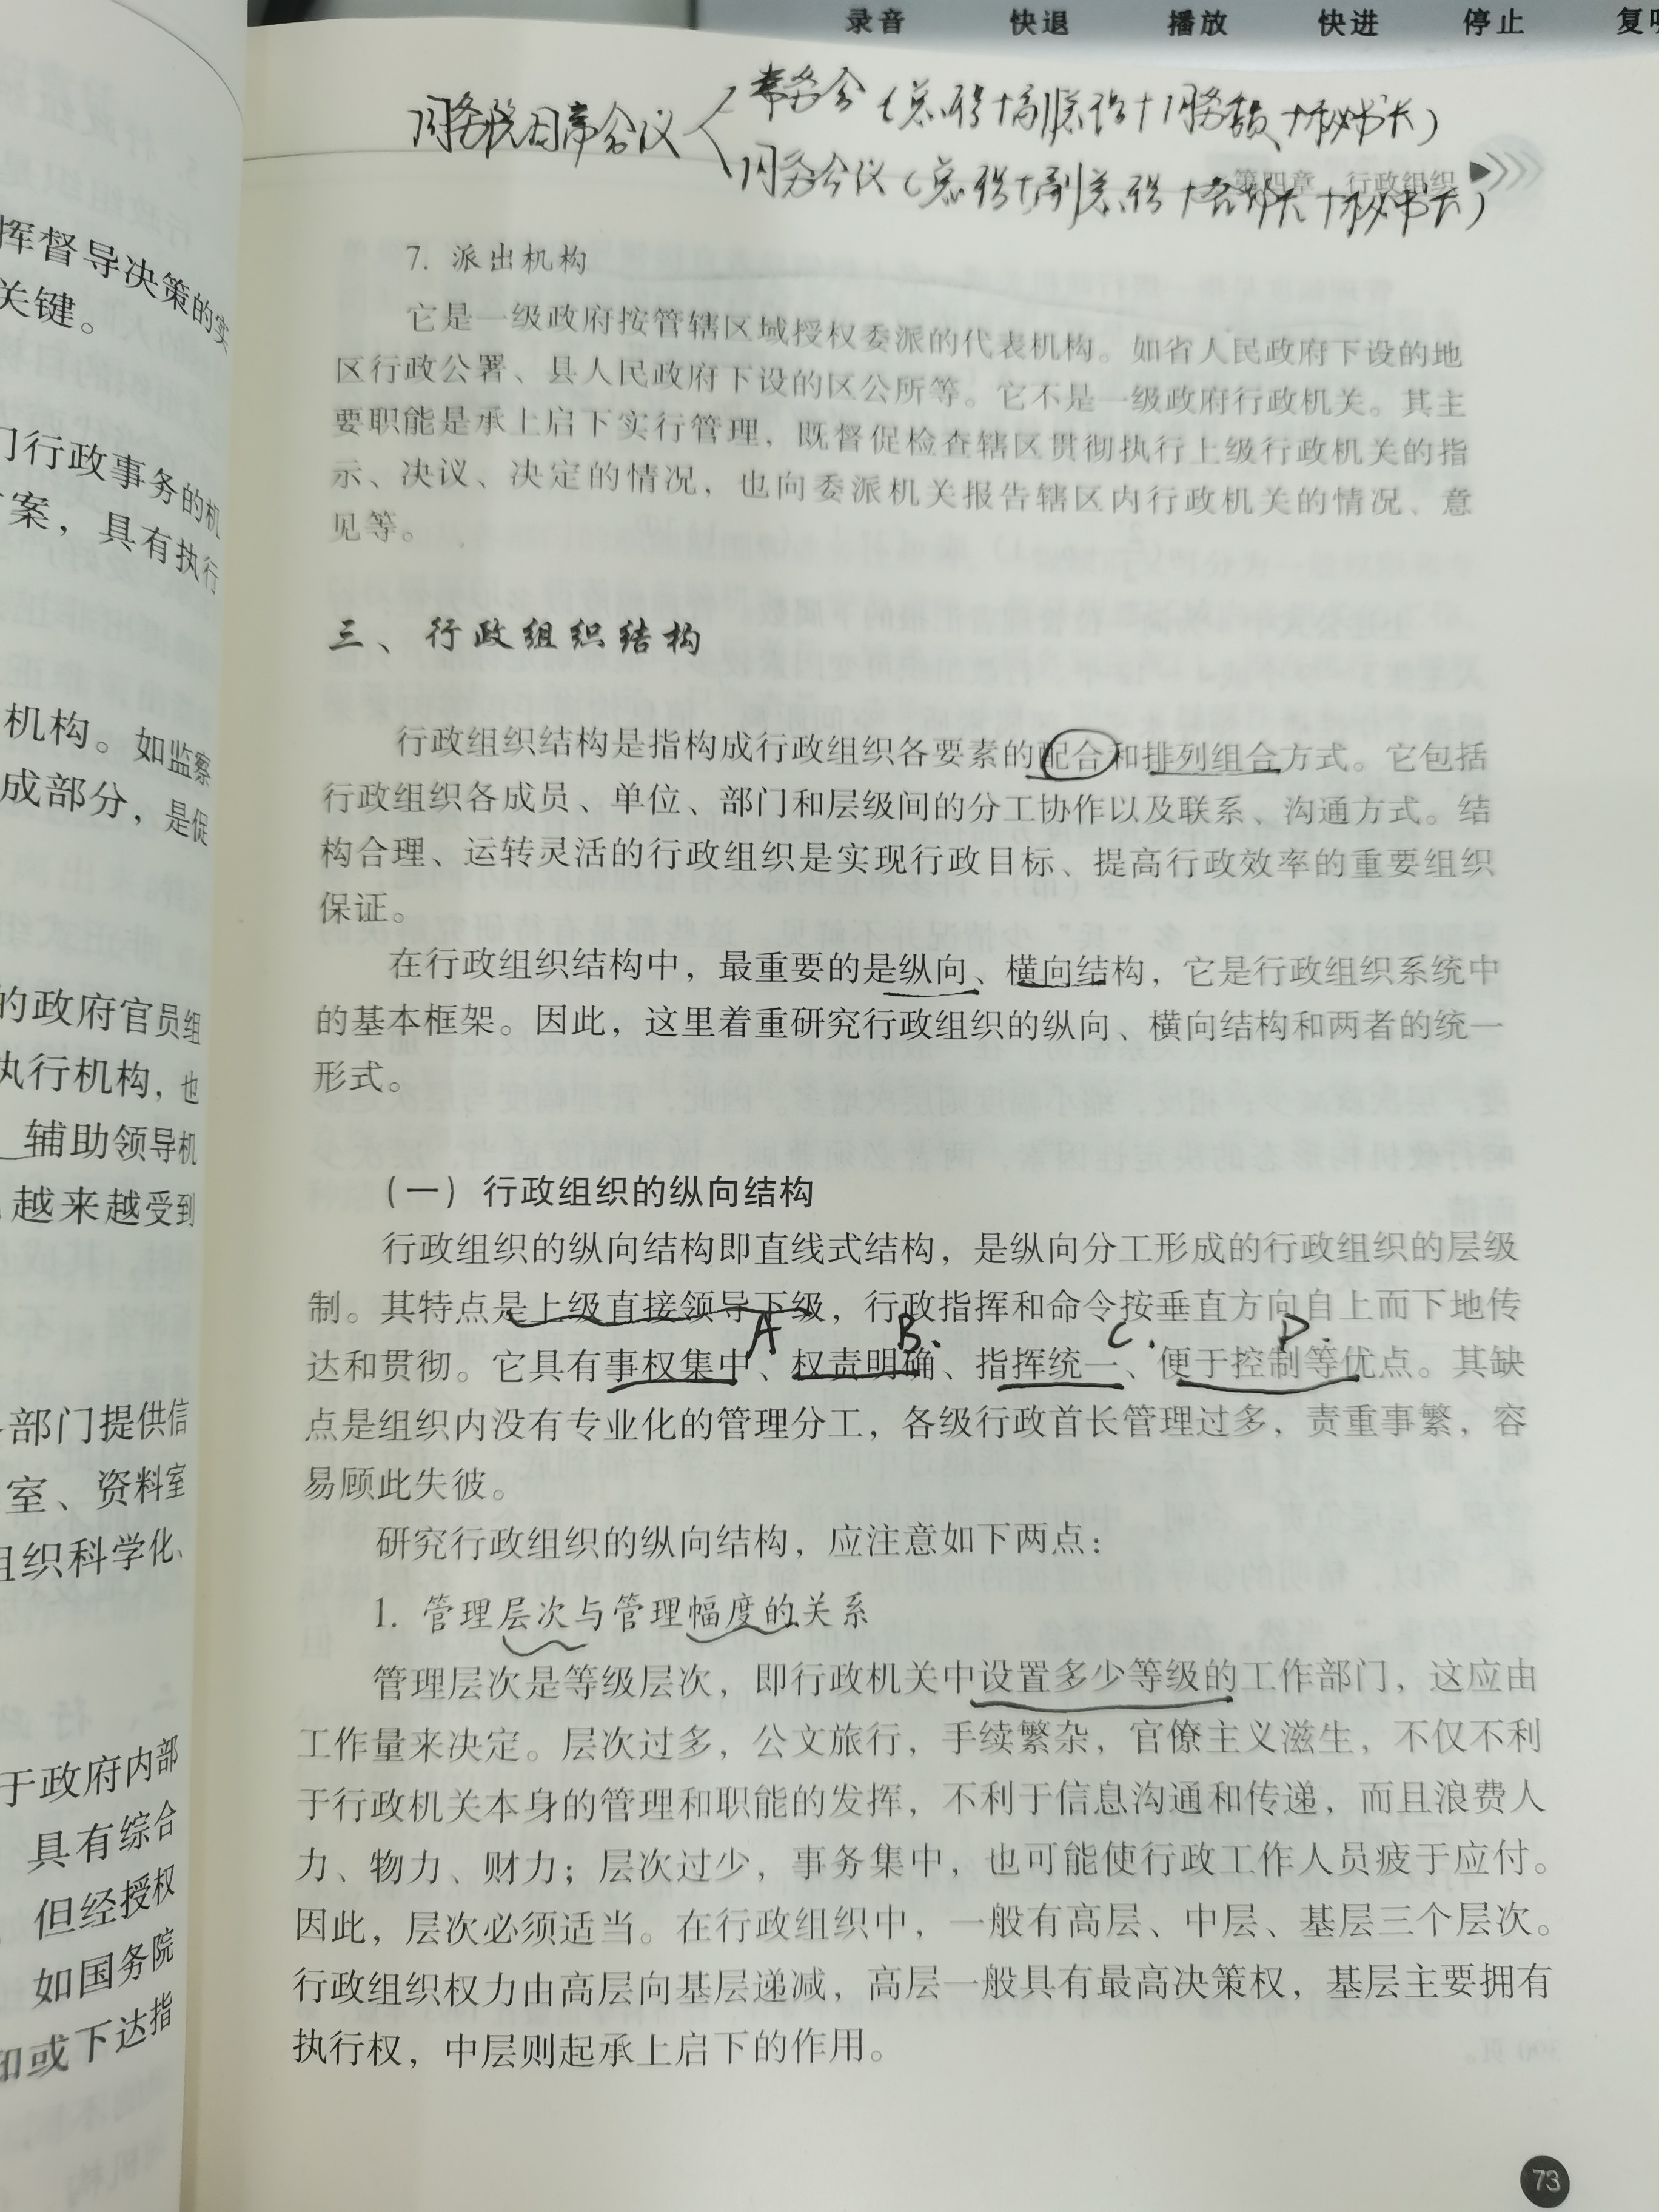 录音 快退 播放 快进 停止
国务院日常会议
常务会(总理+副总理+国务委员+秘书长)
国务会议(总理+副总理+各部长+秘书长)
第四章 行政组织
挥督导决策的实
关键。
门行政事务的机
方案，具有执行
机构。如监察
成部分，是促
的政府官员组
执行机构，也
辅助领导机
越来越受到
部门提供信
室、资料室
组织科学化、
于政府内部
具有综合
但经授权
如国务院
和或下达指
7. 派出机构
它是一级政府按管辖区域授权委派的代表机构。如省人民政府下设的地
区行政公署、县人民政府下设的区公所等。它不是一级政府行政机关。其主
要职能是承上启下实行管理，既督促检查辖区贯彻执行上级行政机关的指
示、决议、决定的情况，也向委派机关报告辖区内行政机关的情况、意
见等。
三、行政组织结构
行政组织结构是指构成行政组织各要素的配合和排列组合方式。它包括
行政组织各成员、单位、部门和层级间的分工协作以及联系、沟通方式。结
构合理、运转灵活的行政组织是实现行政目标、提高行政效率的重要组织
保证。
在行政组织结构中，最重要的是纵向、横向结构，它是行政组织系统中
的基本框架。因此，这里着重研究行政组织的纵向、横向结构和两者的统一
形式。
（一）行政组织的纵向结构
行政组织的纵向结构即直线式结构，是纵向分工形成的行政组织的层级
制。其特点是上级直接领导下级，行政指挥和命令按垂直方向自上而下地传
A B. C. D.
达和贯彻。它具有事权集中、权责明确、指挥统一、便于控制等优点。其缺
点是组织内没有专业化的管理分工，各级行政首长管理过多，责重事繁，容
易顾此失彼。
研究行政组织的纵向结构，应注意如下两点：
1. 管理层次与管理幅度的关系
管理层次是等级层次，即行政机关中设置多少等级的工作部门，这应由
工作量来决定。层次过多，公文旅行，手续繁杂，官僚主义滋生，不仅不利
于行政机关本身的管理和职能的发挥，不利于信息沟通和传递，而且浪费人
力、物力、财力；层次过少，事务集中，也可能使行政工作人员疲于应付。
因此，层次必须适当。在行政组织中，一般有高层、中层、基层三个层次。
行政组织权力由高层向基层递减，高层一般具有最高决策权，基层主要拥有
执行权，中层则起承上启下的作用。
73